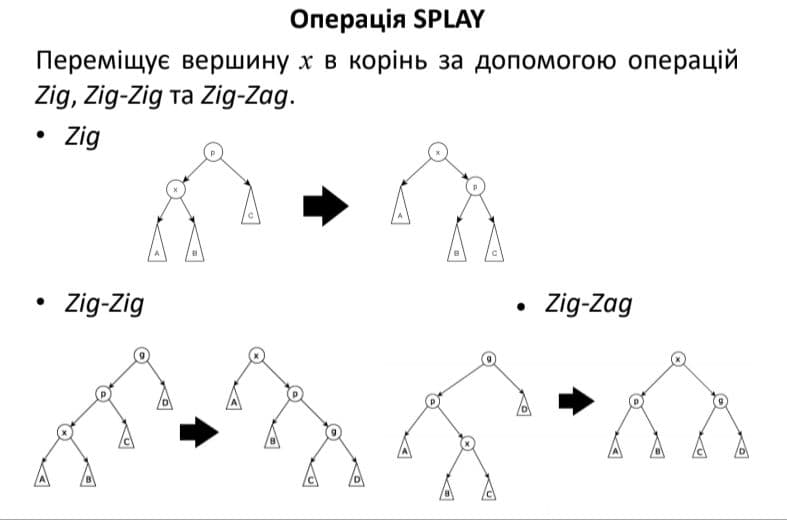 Операція SPLAY
Переміщує вершину x в корінь за допомогою операцій
Zig, Zig-Zig та Zig-Zag.
• Zig
p
x
x
p
C
A
A
B
B
C
• Zig-Zig
• Zig-Zag
g
x
g
x
p
p
p
p
g
D
A
D
x
g
x
C
B
A
A
B
C
D
A
B
C
D
B
C